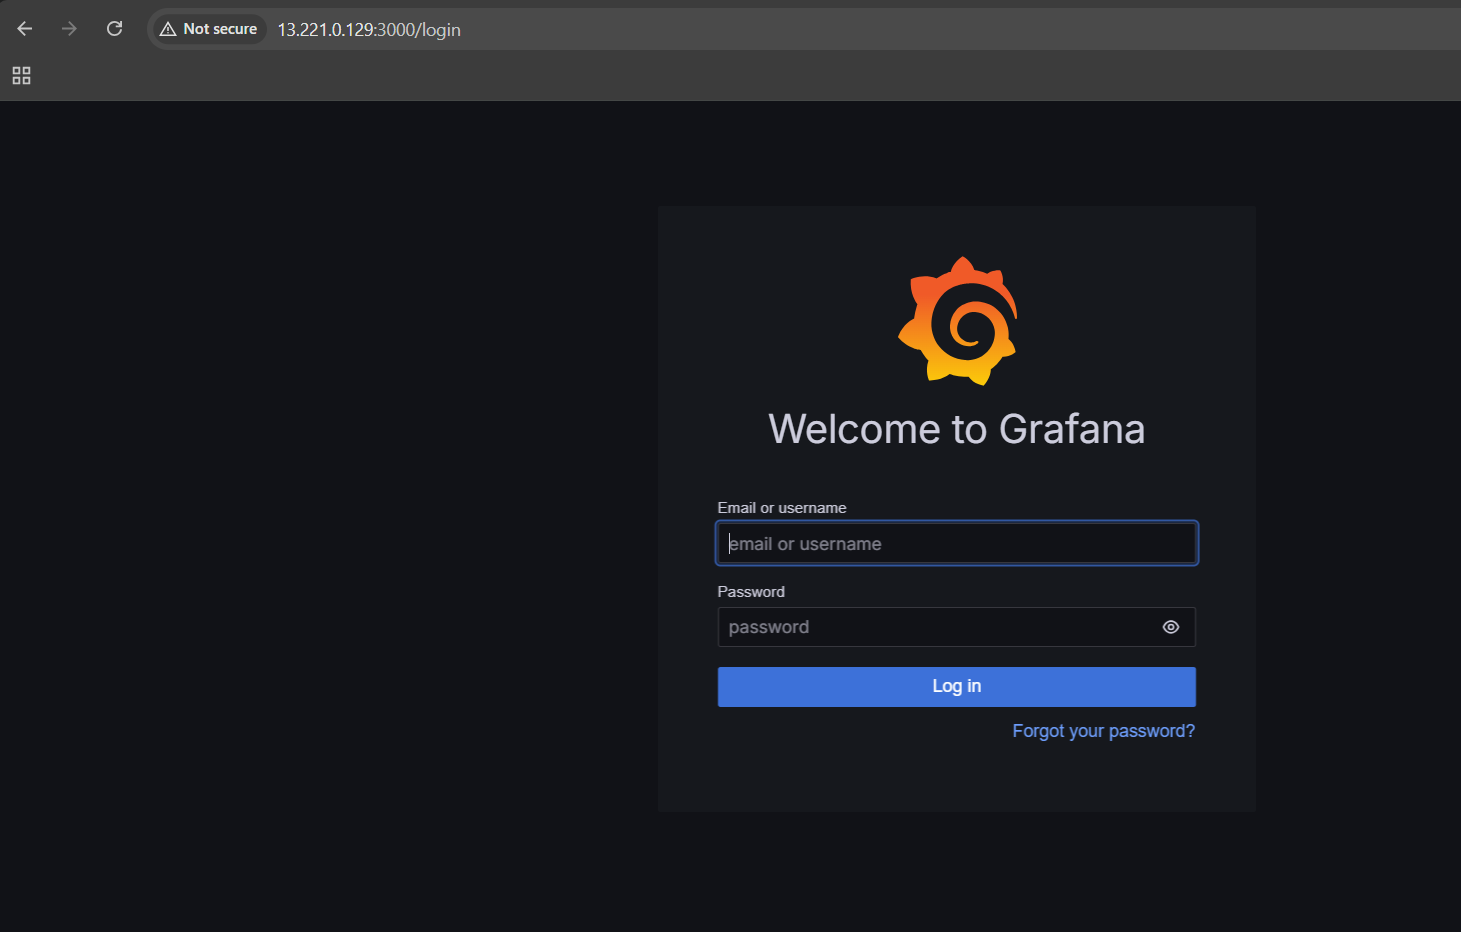 Not secure 13.221.0.129:3000/login
Welcome to Grafana
Email or username
email or username
Password
password
Log in
Forgot your password?